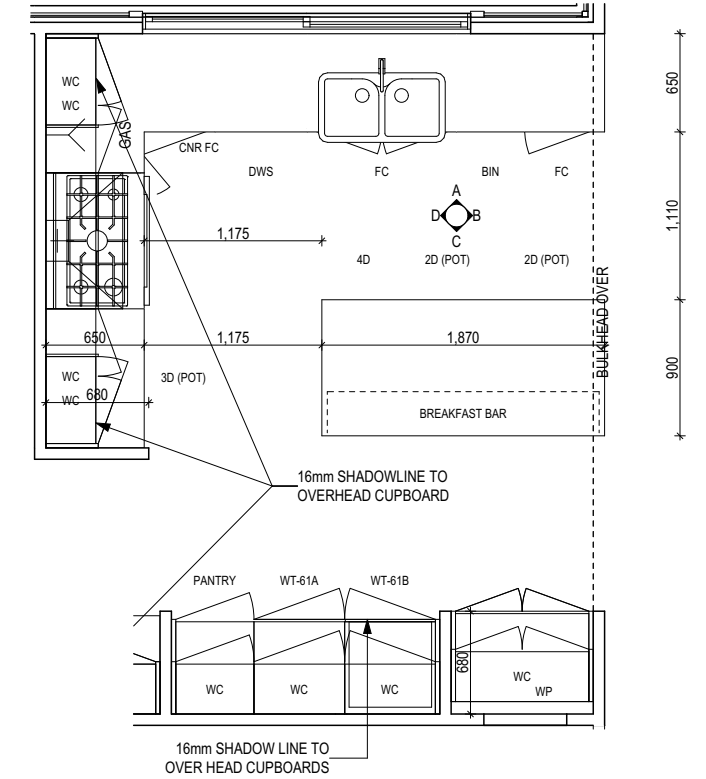 WC
WC
GAS
CNR FC
DWS
FC
BIN
FC
650
A
D
B
C
1,110
1,175
4D
2D (POT)
2D (POT)
BULKHEAD OVER
650
1,175
1,870
900
WC
WC
680
3D (POT)
BREAKFAST BAR
16mm SHADOWLINE TO
OVERHEAD CUPBOARD
PANTRY
WT-61A
WT-61B
680
WC
WC
WC
WC
WP
16mm SHADOW LINE TO
OVER HEAD CUPBOARDS